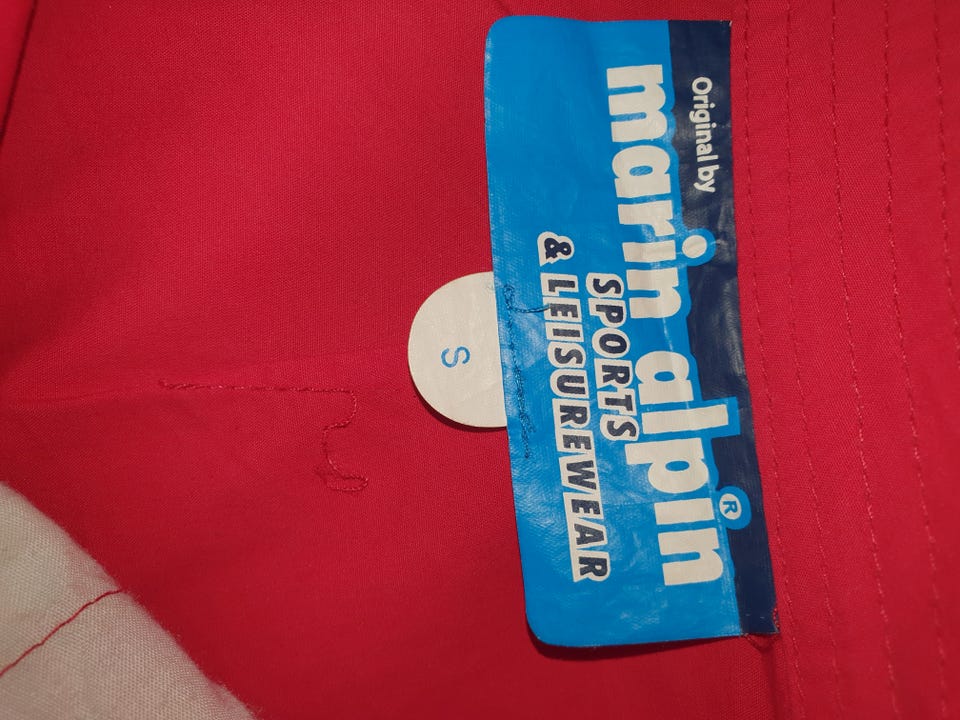 Original by
marin alpin®
SPORTS
& LEISUREWEAR
S